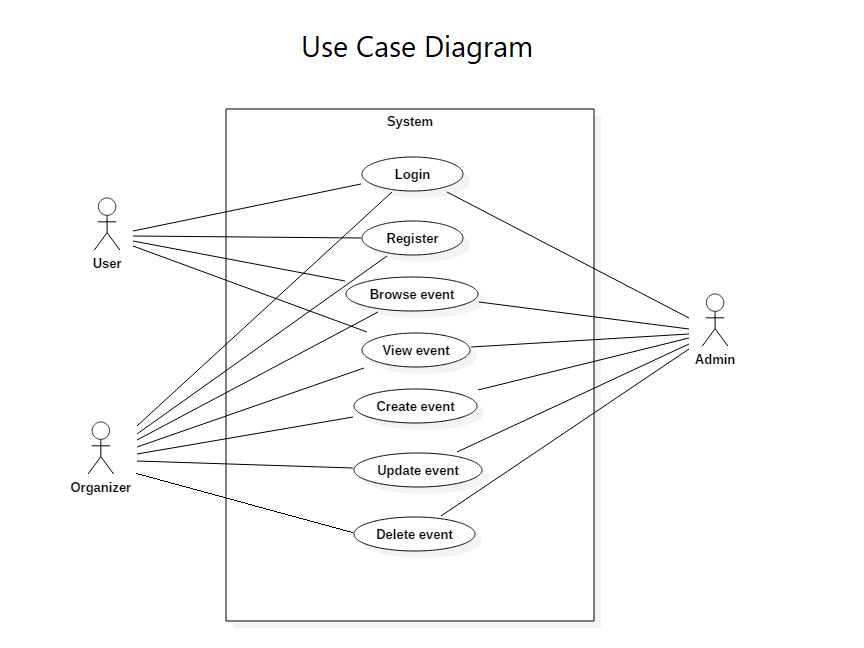 Use Case Diagram
System
Login
Register
User
Browse event
View event
Admin
Create event
Update event
Organizer
Delete event